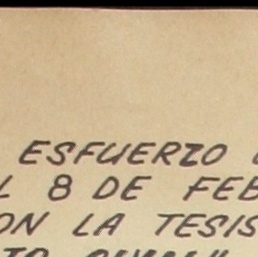 ESFUERZO
L 8 DE FEB
ON LA TESIS